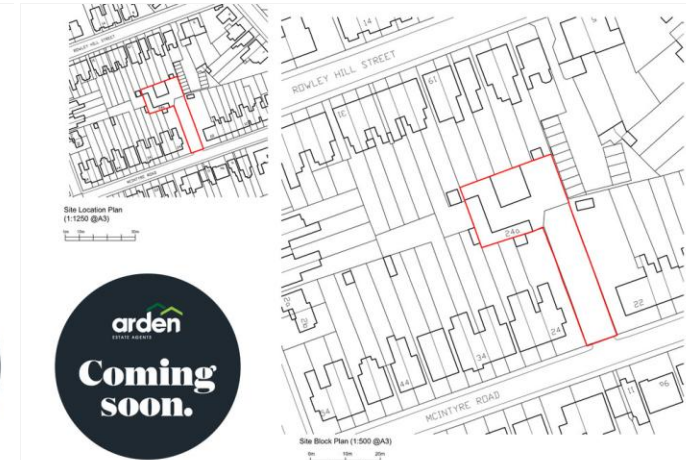 ROWLEY HILL STREET
MCINTYRE ROAD
Site Location Plan
(1:1250 @A3)
arden
ESTATE AGENTS
Coming
soon.
14
ROWLEY HILL STREET
19
31
24a
22
24
34
44
54
MCINTYRE ROAD
11
Site Block Plan (1:500 @A3)
0m 10m 20m